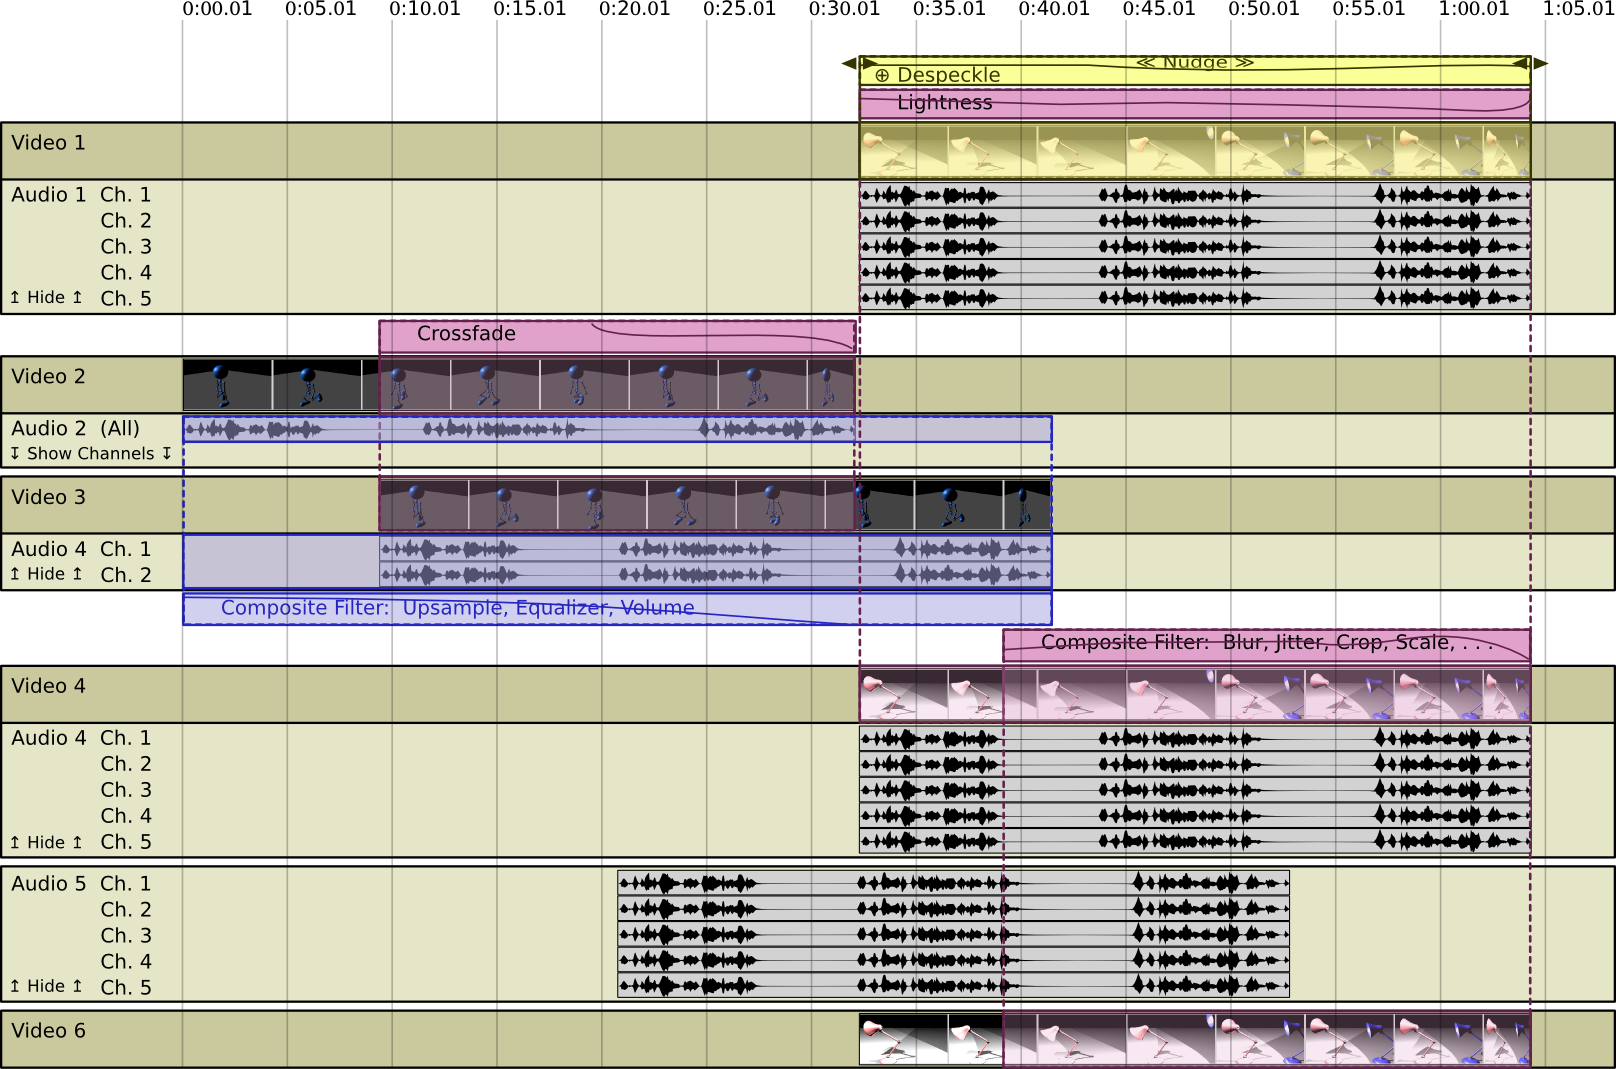 0:00.01 0:05.01 0:10.01 0:15.01 0:20.01 0:25.01 0:30.01 0:35.01 0:40.01 0:45.01 0:50.01 0:55.01 1:00.01 1:05.01
≪ Nudge ≫
⊕ Despeckle
Lightness
Video 1
Audio 1 Ch. 1
Ch. 2
Ch. 3
Ch. 4
↥ Hide ↥ Ch. 5
Crossfade
Video 2
Audio 2 (All)
↧ Show Channels ↧
Video 3
Audio 4 Ch. 1
↥ Hide ↥ Ch. 2
Composite Filter: Upsample, Equalizer, Volume
Composite Filter: Blur, Jitter, Crop, Scale, . . .
Video 4
Audio 4 Ch. 1
Ch. 2
Ch. 3
Ch. 4
↥ Hide ↥ Ch. 5
Audio 5 Ch. 1
Ch. 2
Ch. 3
Ch. 4
↥ Hide ↥ Ch. 5
Video 6